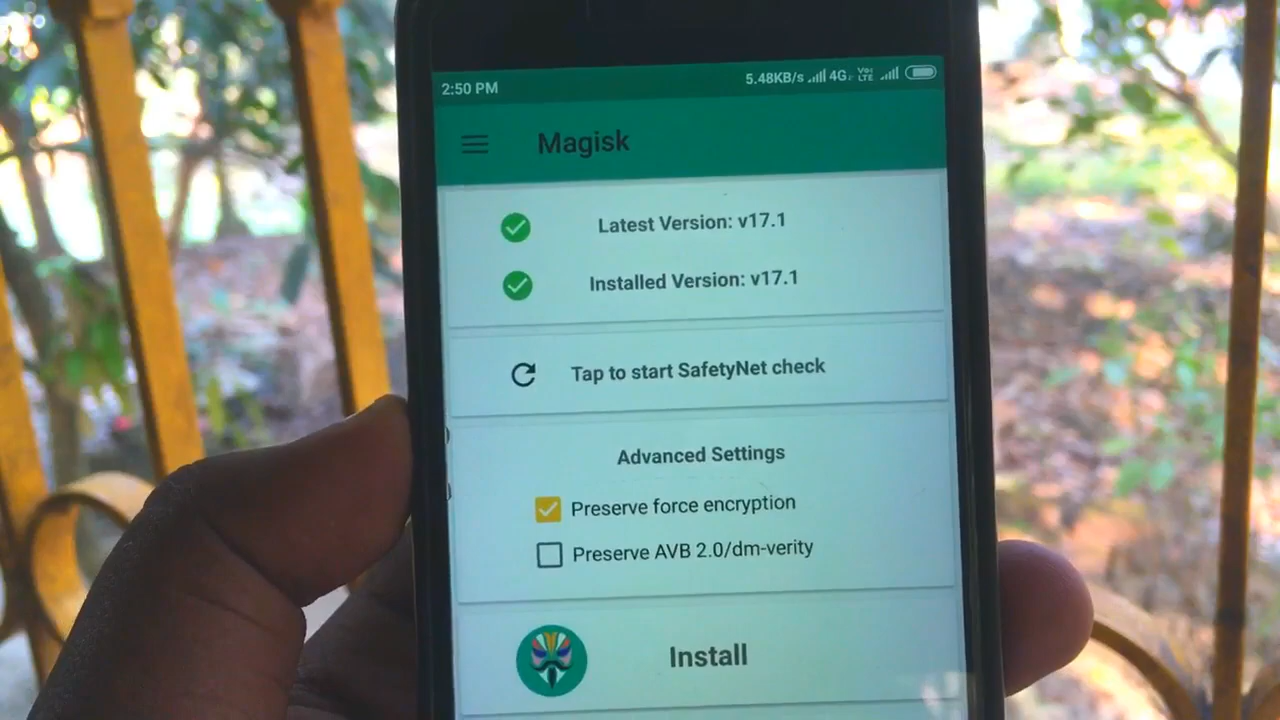 2:50 PM 5.48KB/s 4G VoLTE
Magisk
Latest Version: v17.1
Installed Version: v17.1
Tap to start SafetyNet check
Advanced Settings
Preserve force encryption
Preserve AVB 2.0/dm-verity
Install